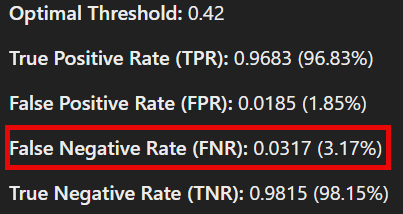 Optimal Threshold: 0.42
True Positive Rate (TPR): 0.9683 (96.83%)
False Positive Rate (FPR): 0.0185 (1.85%)
False Negative Rate (FNR): 0.0317 (3.17%)
True Negative Rate (TNR): 0.9815 (98.15%)